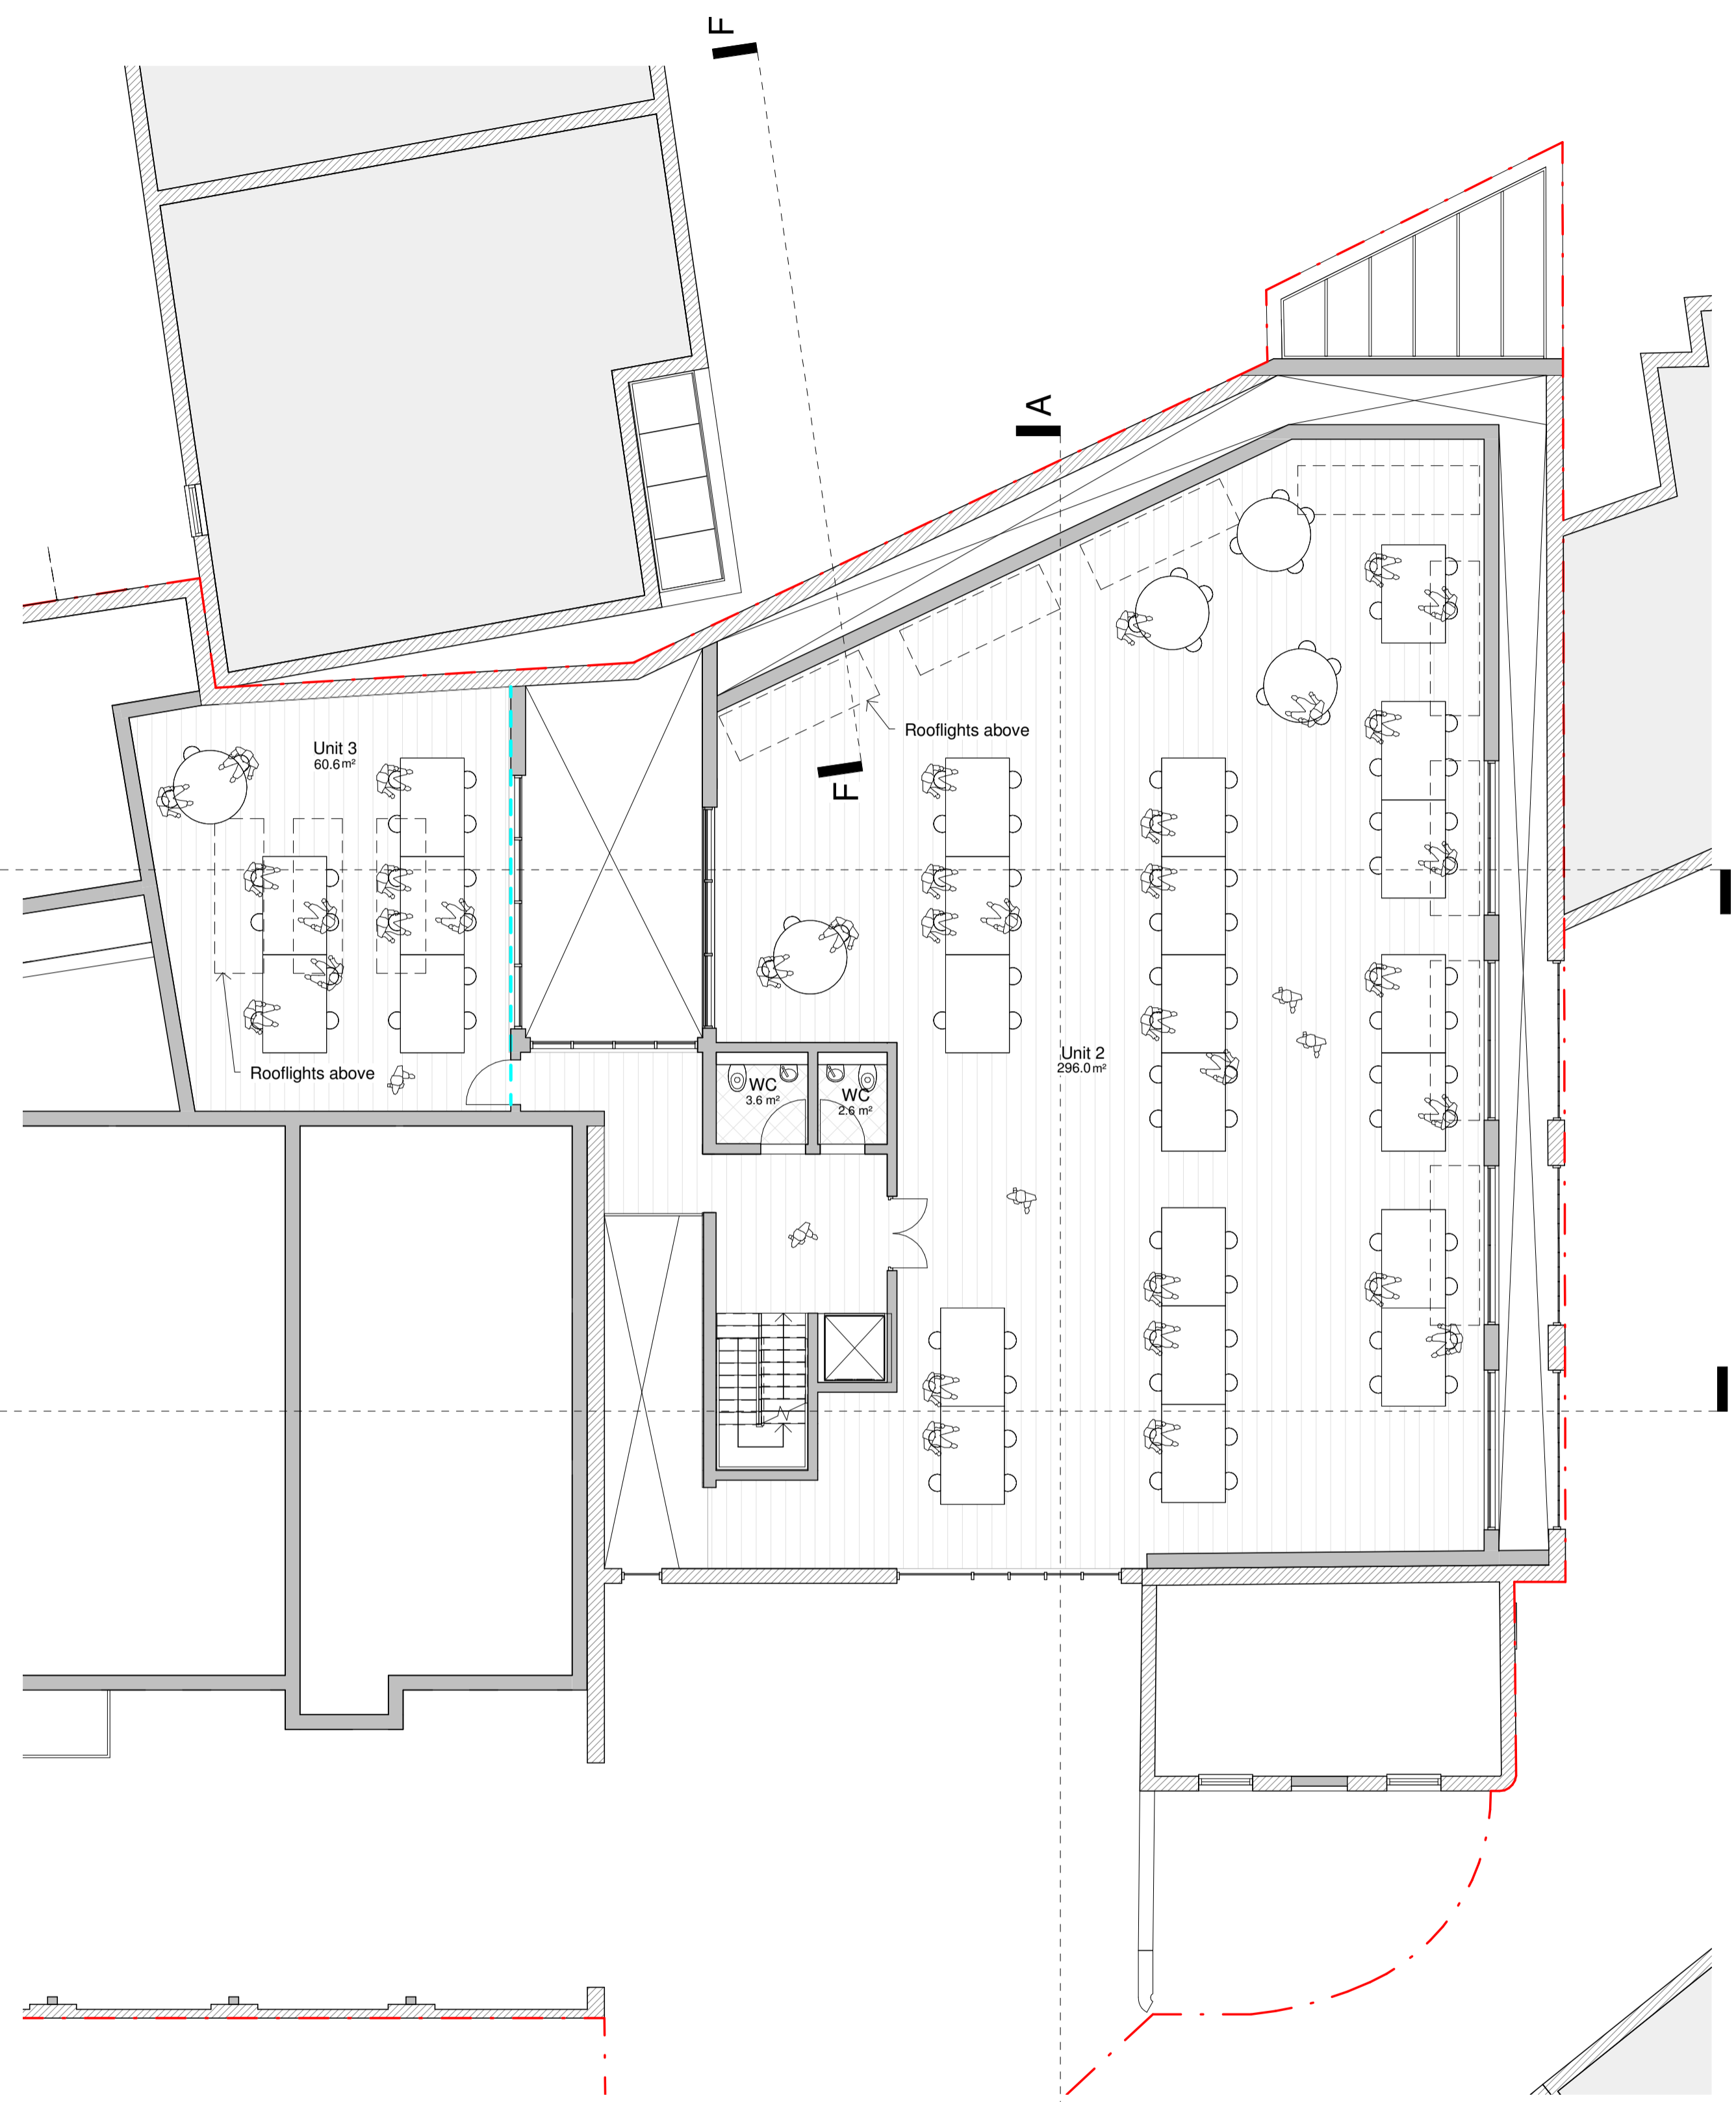 F
A
Rooflights above
Unit 3
60.6m²
F
Unit 2
296.0m²
Rooflights above
WC
3.6 m²
WC
2.6 m²